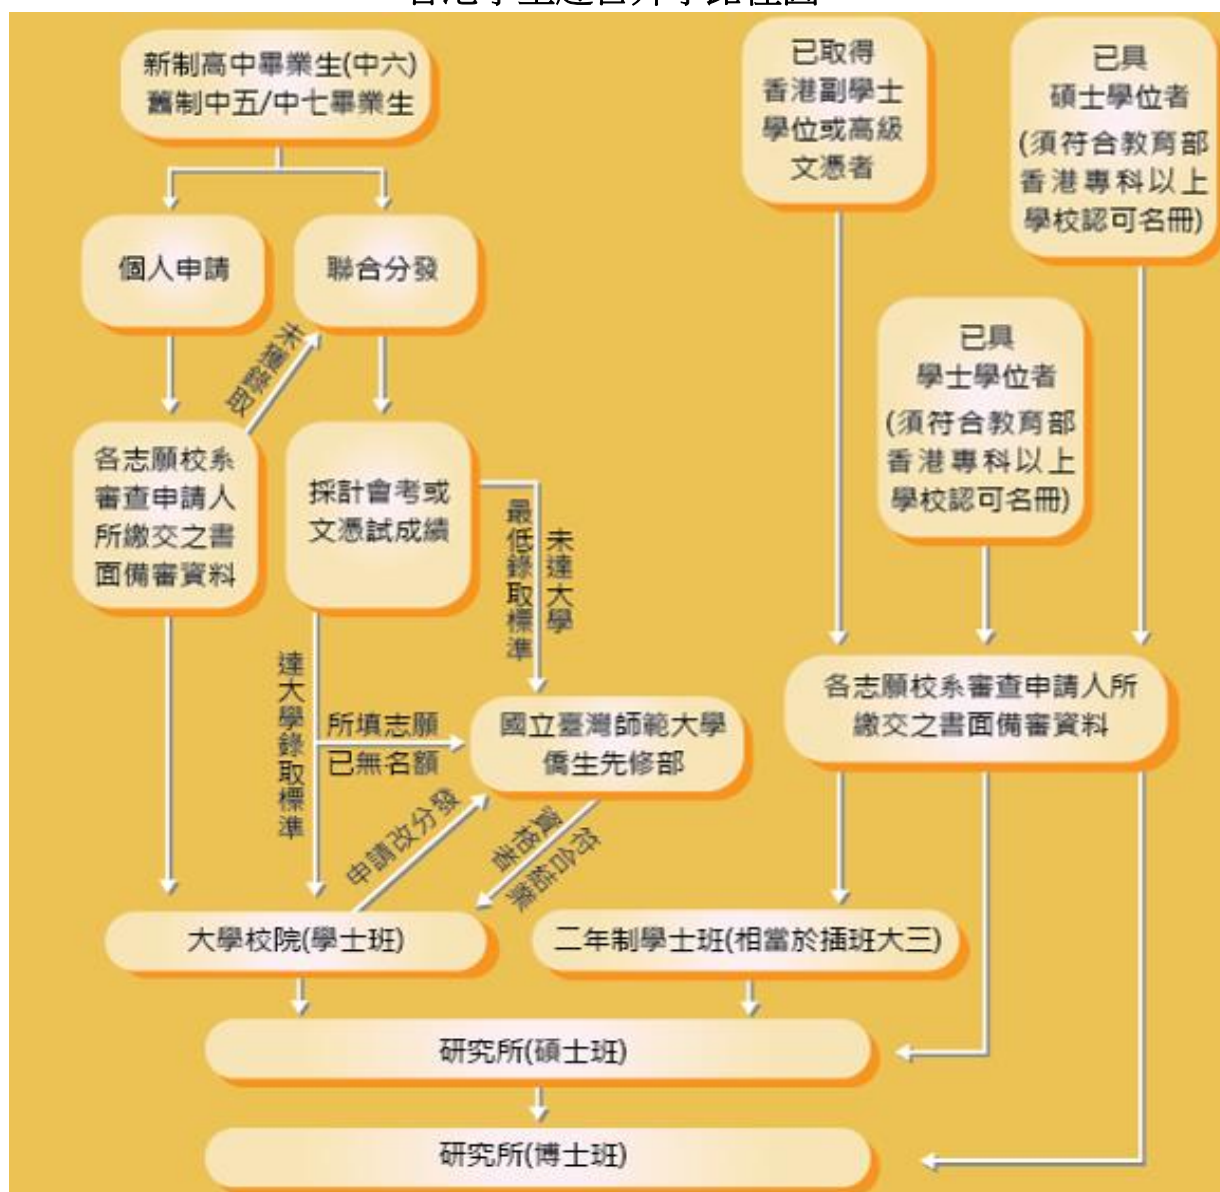 新制高中畢業生(中六)
舊制中五/中七畢業生
已取得
香港副學士
學位或高級
文憑者
已具
碩士學位者
(須符合教育部
香港專科以上
學校認可名冊)
個人申請
聯合分發
未獲錄取
已具
學士學位者
(須符合教育部
香港專科以上
學校認可名冊)
各志願校系
審查申請人
所繳交之書
面備審資料
採計會考或
文憑試成績
未達大學
最低錄取標準
達大學錄取標準
所填志願
已無名額
國立臺灣師範大學
僑生先修部
各志願校系審查申請人所
繳交之書面備審資料
申請改分發
符合結業
資格者
大學校院(學士班)
二年制學士班(相當於插班大三)
研究所(碩士班)
研究所(博士班)